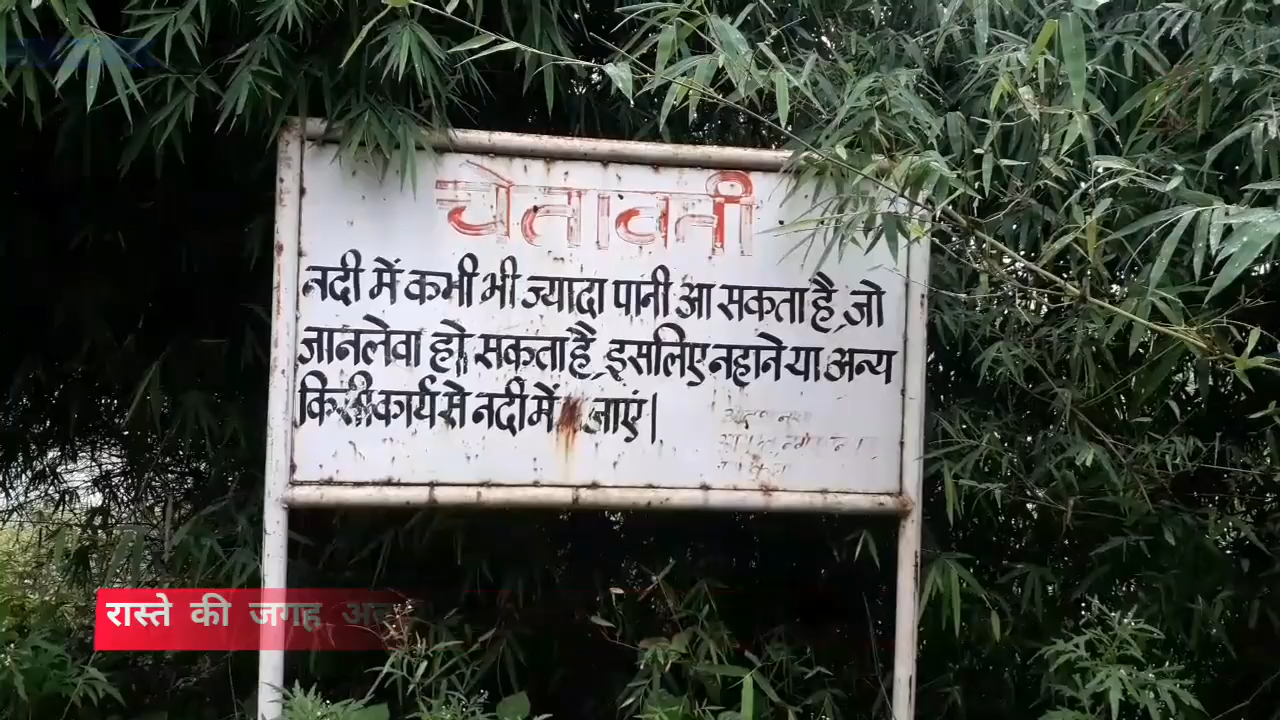 चेतावनी
नदी में कभी भी ज्यादा पानी आ सकता है, जो
जानलेवा हो सकता है, इसलिए नहाने या अन्य
किसी कार्य से नदी में जाएं।
रास्ते की जगह